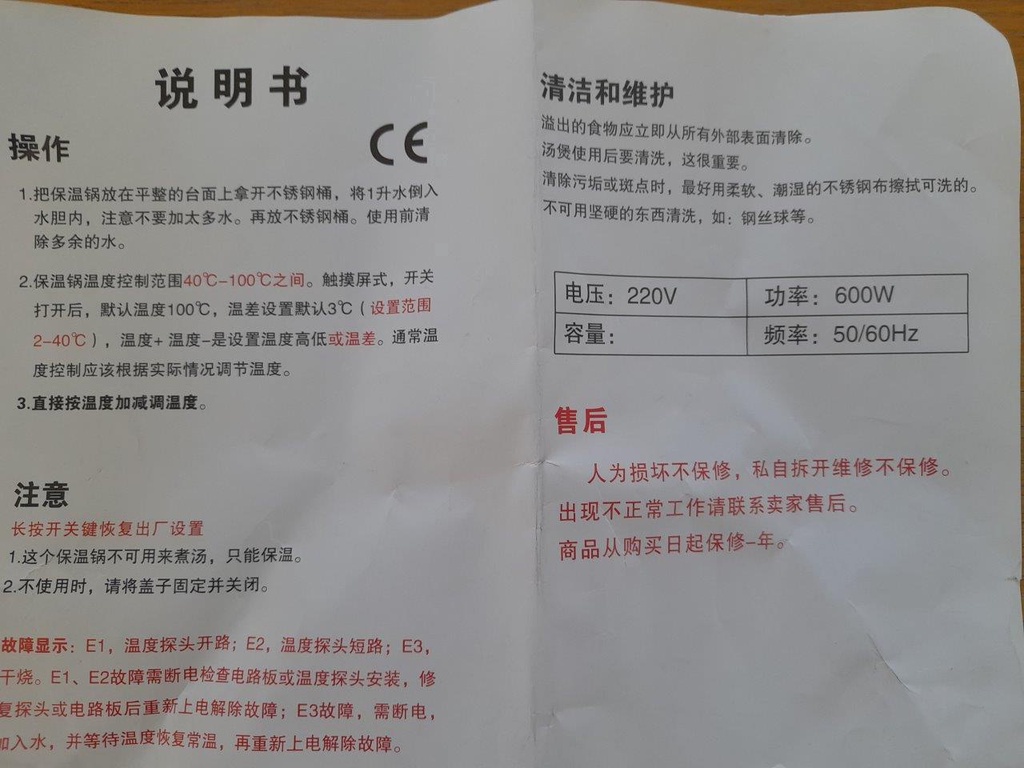 说明书
操作
CE
1.把保温锅放在平整的台面上拿开不锈钢桶，将1升水倒入
水胆内，注意不要加太多水。再放不锈钢桶。使用前清
除多余的水。
2.保温锅温度控制范围40℃-100℃之间。触摸屏式，开关
打开后，默认温度100℃，温差设置默认3℃（设置范围
2-40℃），温度+ 温度-是设置温度高低或温差。通常温
度控制应该根据实际情况调节温度。
3.直接按温度加减调温度。
注意
长按开关键恢复出厂设置
1.这个保温锅不可用来煮汤，只能保温。
2.不使用时，请将盖子固定并关闭。
故障显示：E1，温度探头开路；E2，温度探头短路；E3，
干烧。E1、E2故障需断电检查电路板或温度探头安装，修
复探头或电路板后重新上电解除故障；E3故障，需断电，
加入水，并等待温度恢复常温，再重新上电解除故障。
清洁和维护
溢出的食物应立即从所有外部表面清除。
汤煲使用后要清洗，这很重要。
清除污垢或斑点时，最好用柔软、潮湿的不锈钢布擦拭可洗的。
不可用坚硬的东西清洗，如：钢丝球等。
电压：220V 功率：600W
容量： 频率：50/60Hz
售后
人为损坏不保修，私自拆开维修不保修。
出现不正常工作请联系卖家售后。
商品从购买日起保修-年。